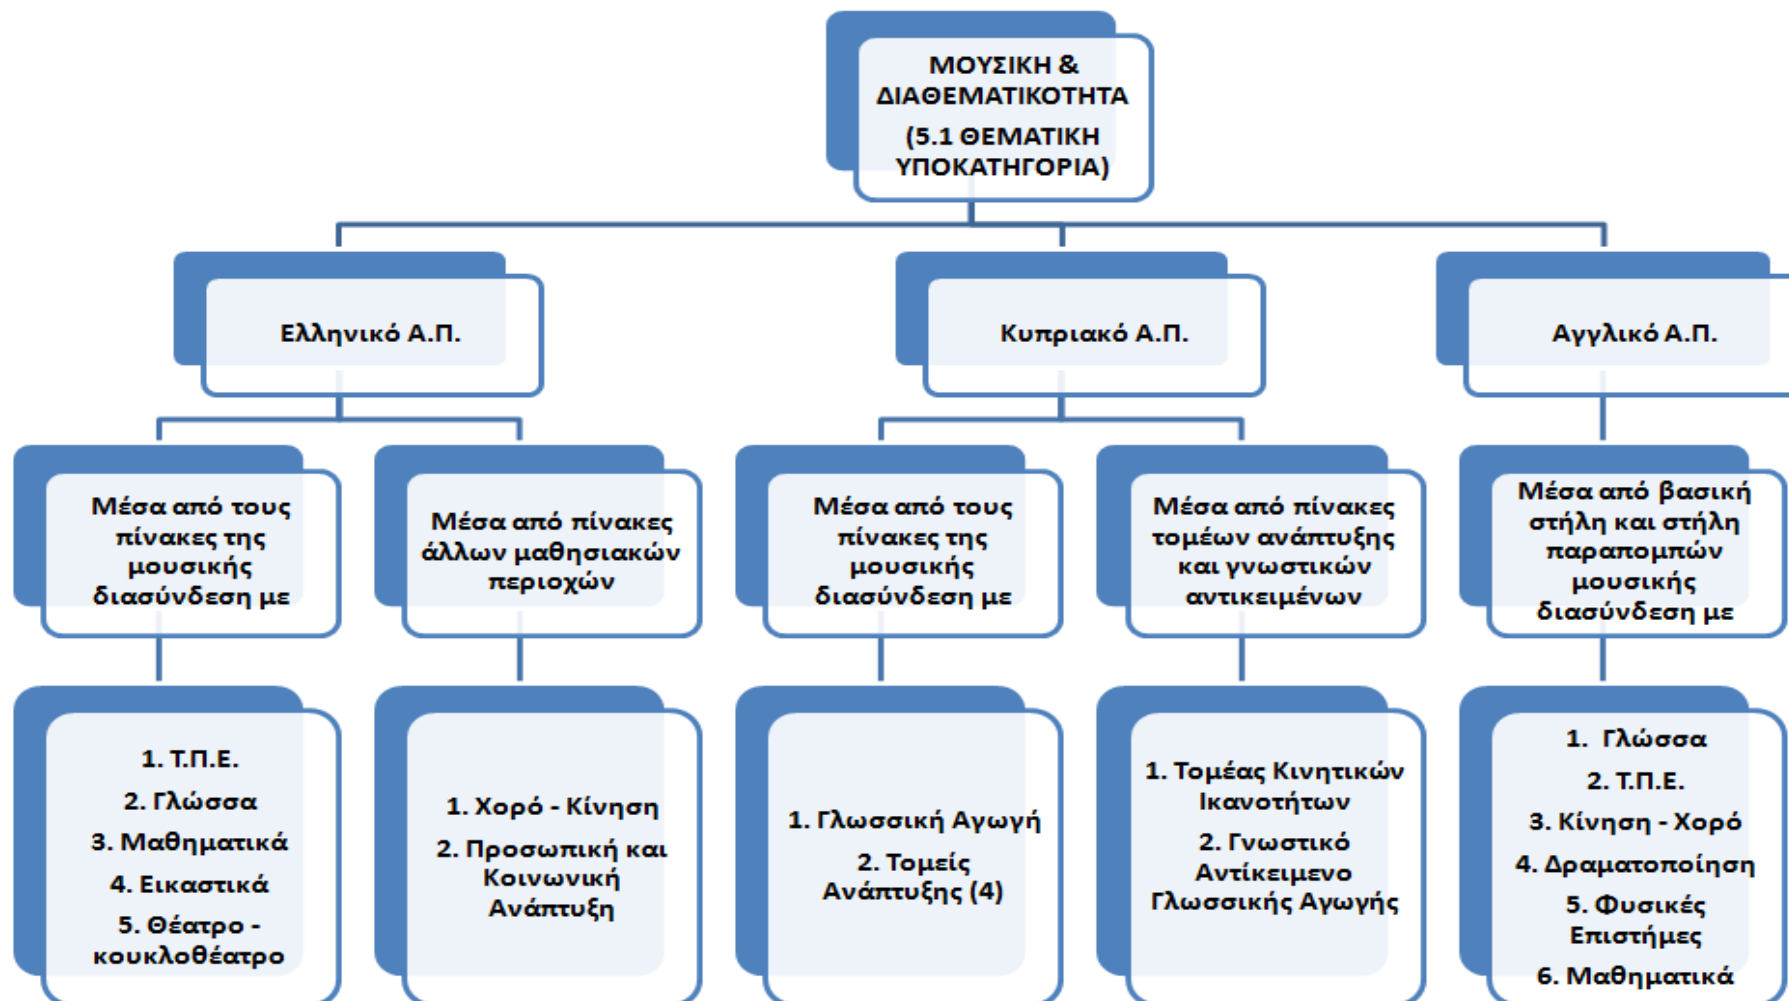 ΜΟΥΣΙΚΗ &
ΔΙΑΘΕΜΑΤΙΚΟΤΗΤΑ
(5.1 ΘΕΜΑΤΙΚΗ
ΥΠΟΚΑΤΗΓΟΡΙΑ)
Ελληνικό Α.Π.
Κυπριακό Α.Π.
Αγγλικό Α.Π.
Μέσα από τους
πίνακες της
μουσικής
διασύνδεση με
Μέσα από πίνακες
άλλων μαθησιακών
περιοχών
Μέσα από τους
πίνακες της
μουσικής
διασύνδεση με
Μέσα από πίνακες
τομέων ανάπτυξης
και γνωστικών
αντικειμένων
Μέσα από βασική
στήλη και στήλη
παραπομπών
μουσικής
διασύνδεση με
1. Τ.Π.Ε.
2. Γλώσσα
3. Μαθηματικά
4. Εικαστικά
5. Θέατρο -
κουκλοθέατρο
1. Χορό - Κίνηση
2. Προσωπική και
Κοινωνική
Ανάπτυξη
1. Γλωσσική Αγωγή
2. Τομείς
Ανάπτυξης (4)
1. Τομέας Κινητικών
Ικανοτήτων
2. Γνωστικό
Αντίκειμενο
Γλωσσικής Αγωγής
1. Γλώσσα
2. Τ.Π.Ε.
3. Κίνηση - Χορό
4. Δραματοποίηση
5. Φυσικές
Επιστήμες
6. Μαθηματικά